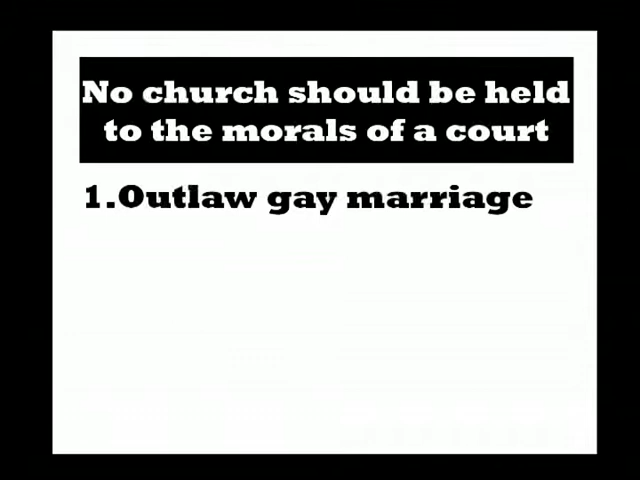 No church should be held
to the morals of a court
1.Outlaw gay marriage